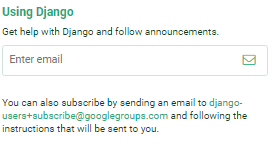 Using Django
Get help with Django and follow announcements.
Enter email
You can also subscribe by sending an email to django-
users+subscribe@googlegroups.com and following the
instructions that will be sent to you.